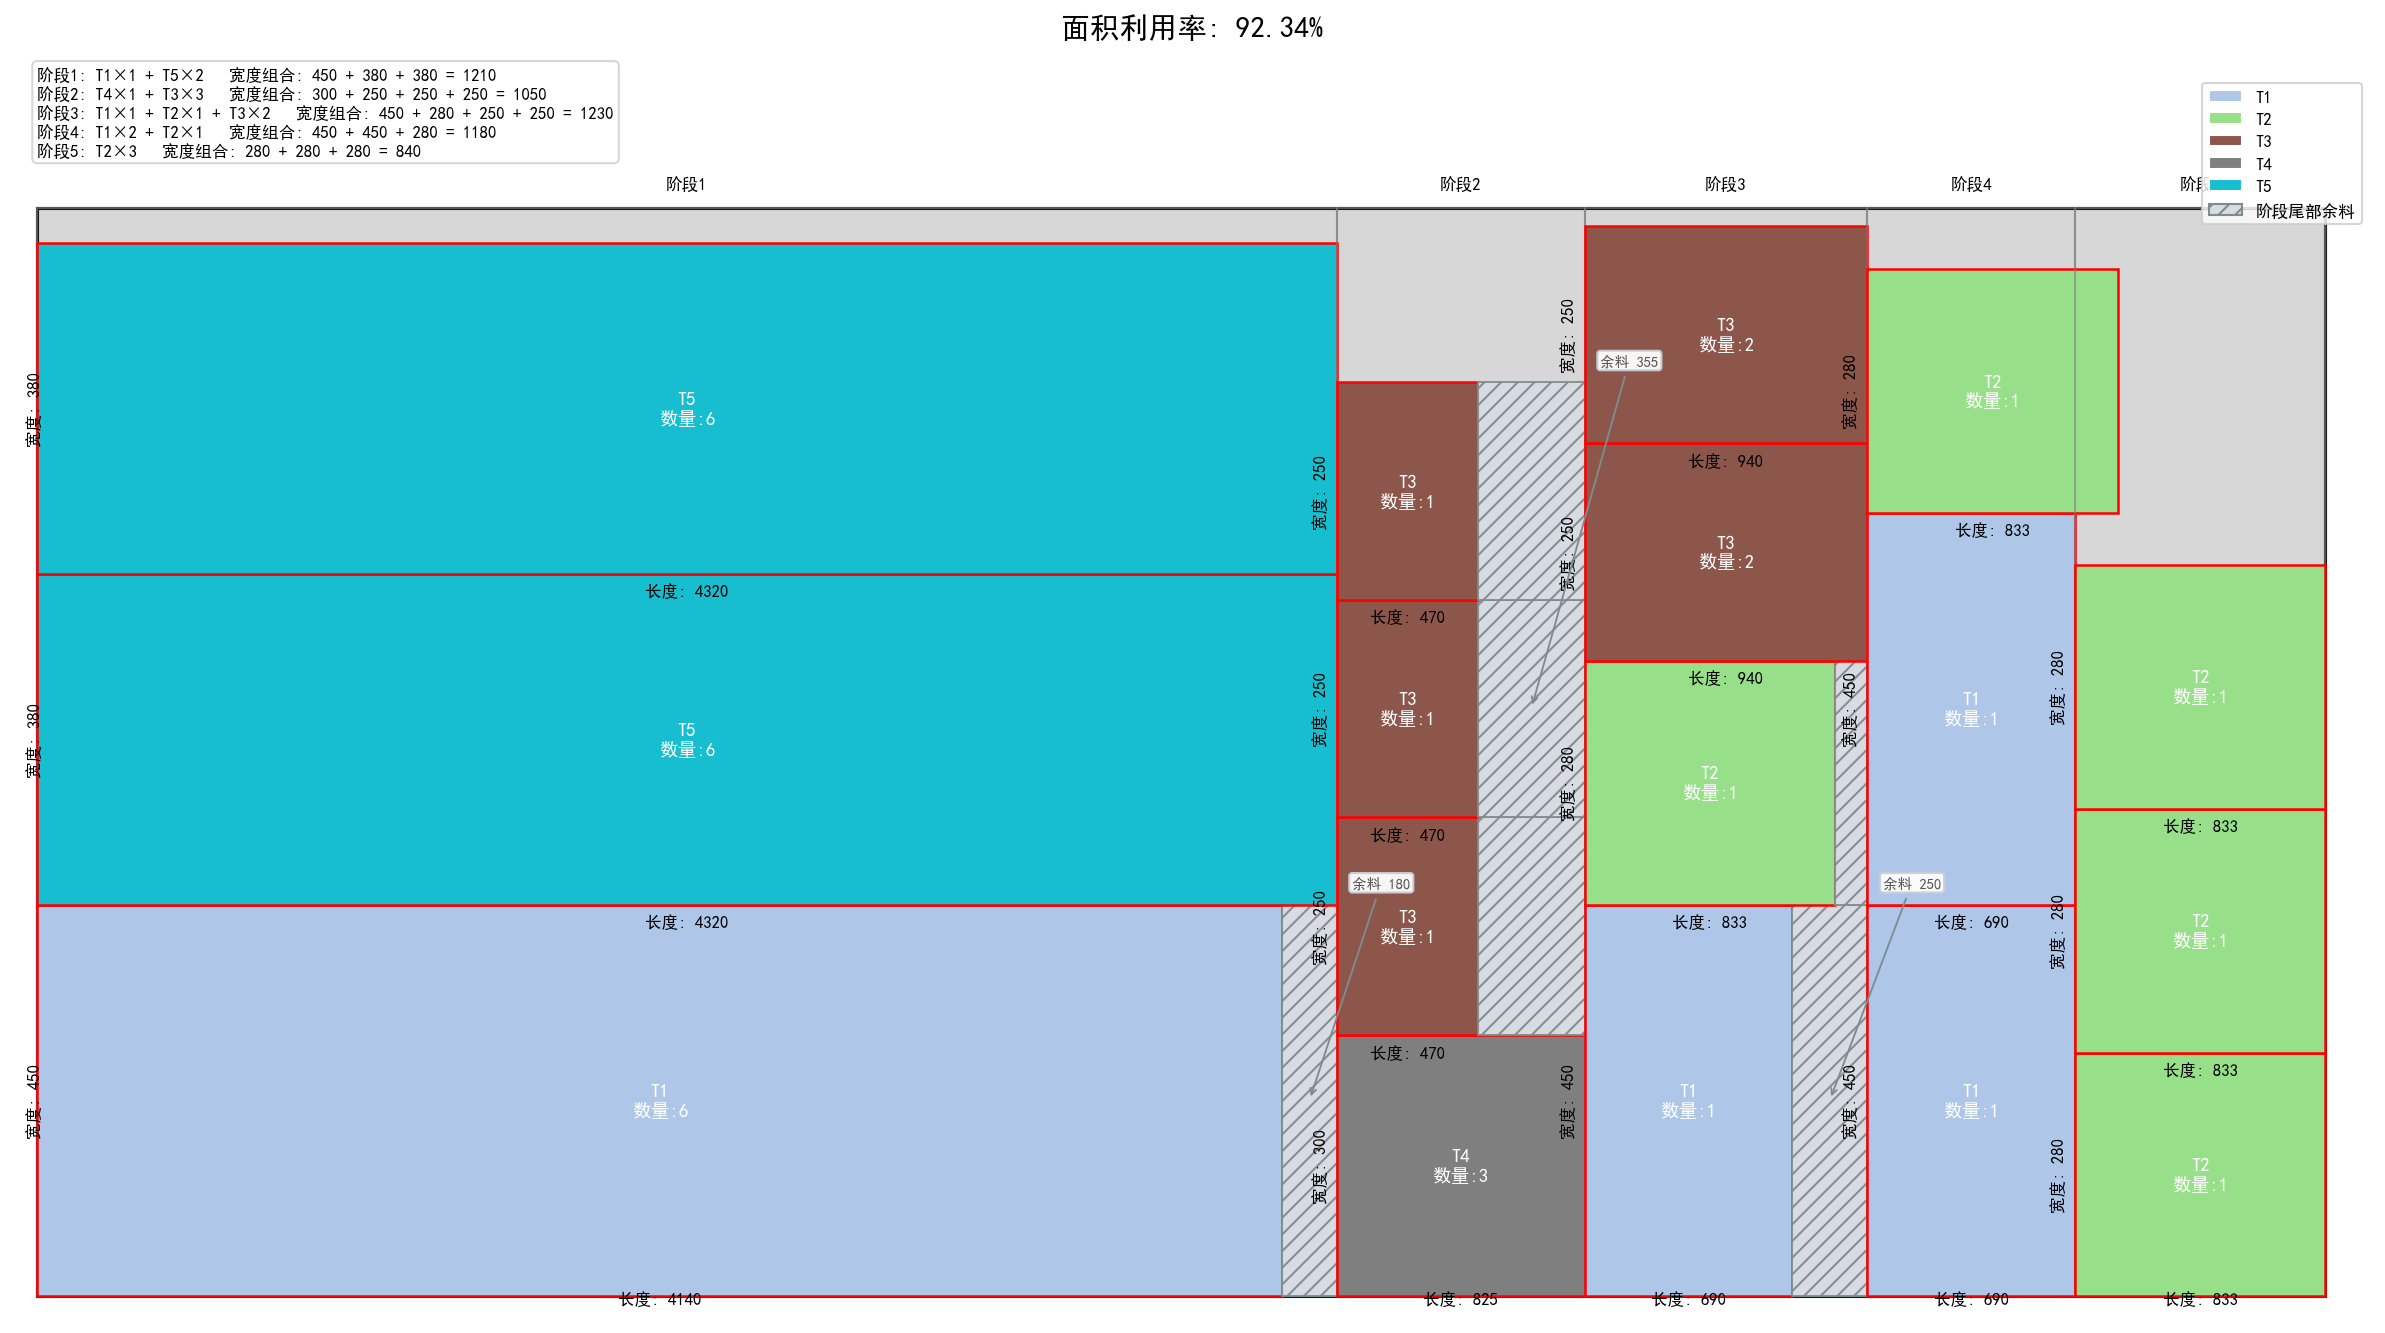 面积利用率: 92.34%
阶段1: T1×1 + T5×2   宽度组合: 450 + 380 + 380 = 1210
阶段2: T4×1 + T3×3   宽度组合: 300 + 250 + 250 + 250 = 1050
阶段3: T1×1 + T2×1 + T3×2   宽度组合: 450 + 280 + 250 + 250 = 1230
阶段4: T1×2 + T2×1   宽度组合: 450 + 450 + 280 = 1180
阶段5: T2×3   宽度组合: 280 + 280 + 280 = 840
T1
T2
T3
T4
T5
阶段尾部余料
阶段1
阶段2
阶段3
阶段4
阶段
宽度: 380
T5
数量:6
长度: 4320
宽度: 380
T5
数量:6
长度: 4320
宽度: 450
T1
数量:6
长度: 4140
余料 180
宽度: 250
T3
数量:1
长度: 470
宽度: 250
T3
数量:1
长度: 470
宽度: 250
T3
数量:1
长度: 470
宽度: 300
T4
数量:3
长度: 825
余料 355
宽度: 250
T3
数量:2
长度: 940
宽度: 250
T3
数量:2
长度: 940
宽度: 280
T2
数量:1
长度: 833
宽度: 450
T1
数量:1
长度: 690
余料 250
宽度: 280
T2
数量:1
长度: 833
宽度: 450
T1
数量:1
长度: 690
宽度: 450
T1
数量:1
长度: 690
宽度: 280
T2
数量:1
长度: 833
宽度: 280
T2
数量:1
长度: 833
宽度: 280
T2
数量:1
长度: 833